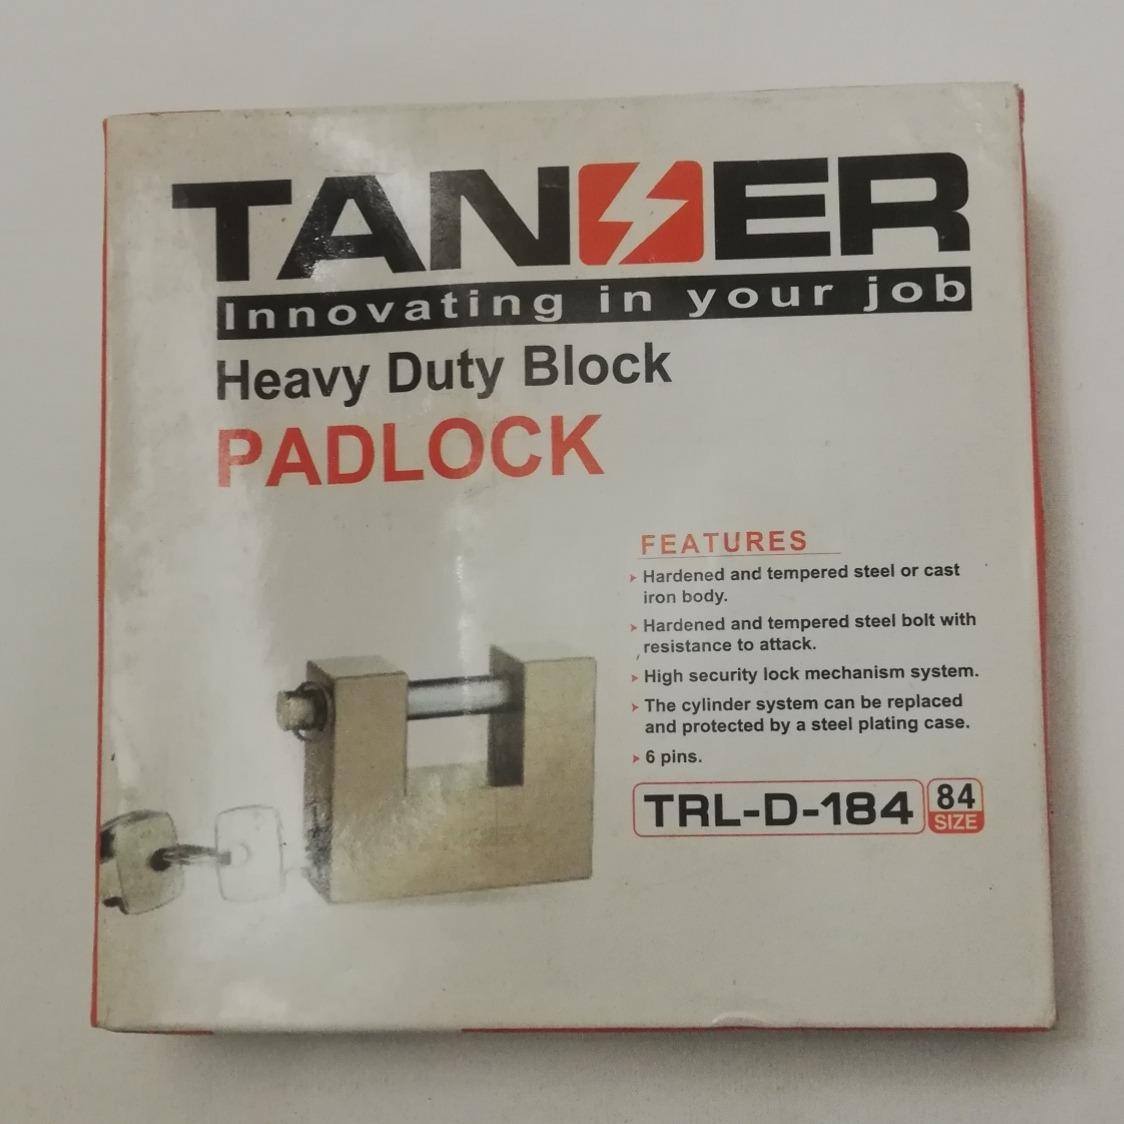 TANZER
Innovating in your job
Heavy Duty Block
PADLOCK
FEATURES
Hardened and tempered steel or cast
iron body.
Hardened and tempered steel bolt with
resistance to attack.
High security lock mechanism system.
The cylinder system can be replaced
and protected by a steel plating case.
6 pins.
TRL-D-184
84
SIZE